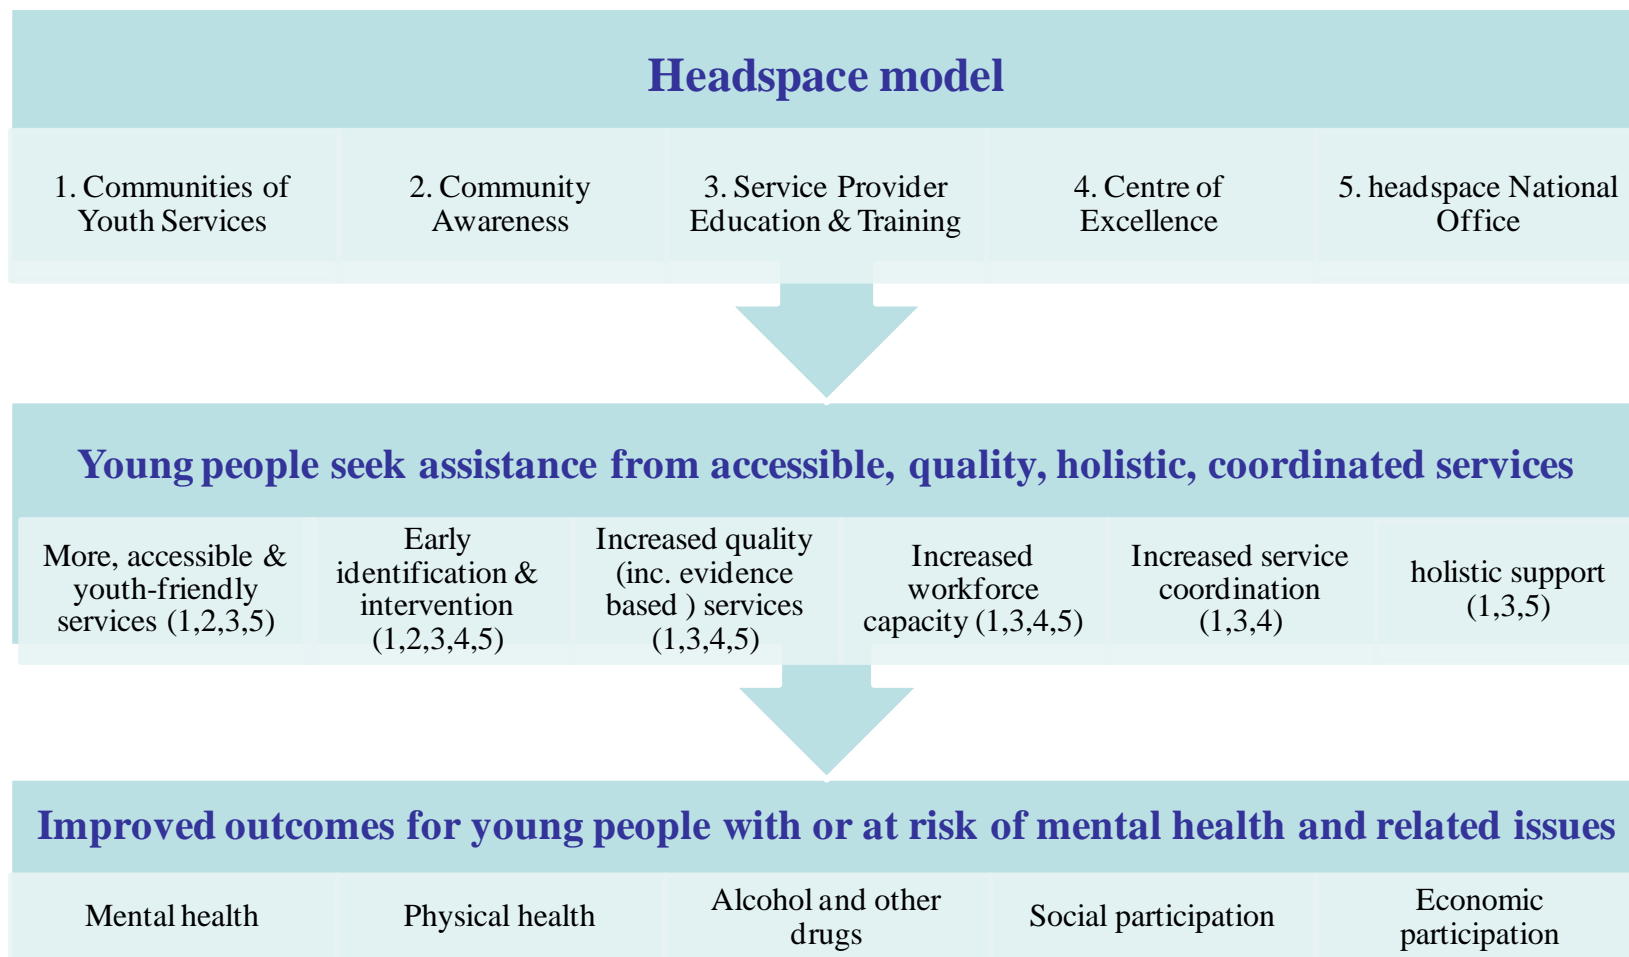 Headspace model
1. Communities of
Youth Services
2. Community
Awareness
3. Service Provider
Education & Training
4. Centre of
Excellence
5. headspace National
Office
Young people seek assistance from accessible, quality, holistic, coordinated services
More, accessible &
youth-friendly
services (1,2,3,5)
Early
identification &
intervention
(1,2,3,4,5)
Increased quality
(inc. evidence
based ) services
(1,3,4,5)
Increased
workforce
capacity (1,3,4,5)
Increased service
coordination
(1,3,4)
holistic support
(1,3,5)
Improved outcomes for young people with or at risk of mental health and related issues
Mental health
Physical health
Alcohol and other
drugs
Social participation
Economic
participation